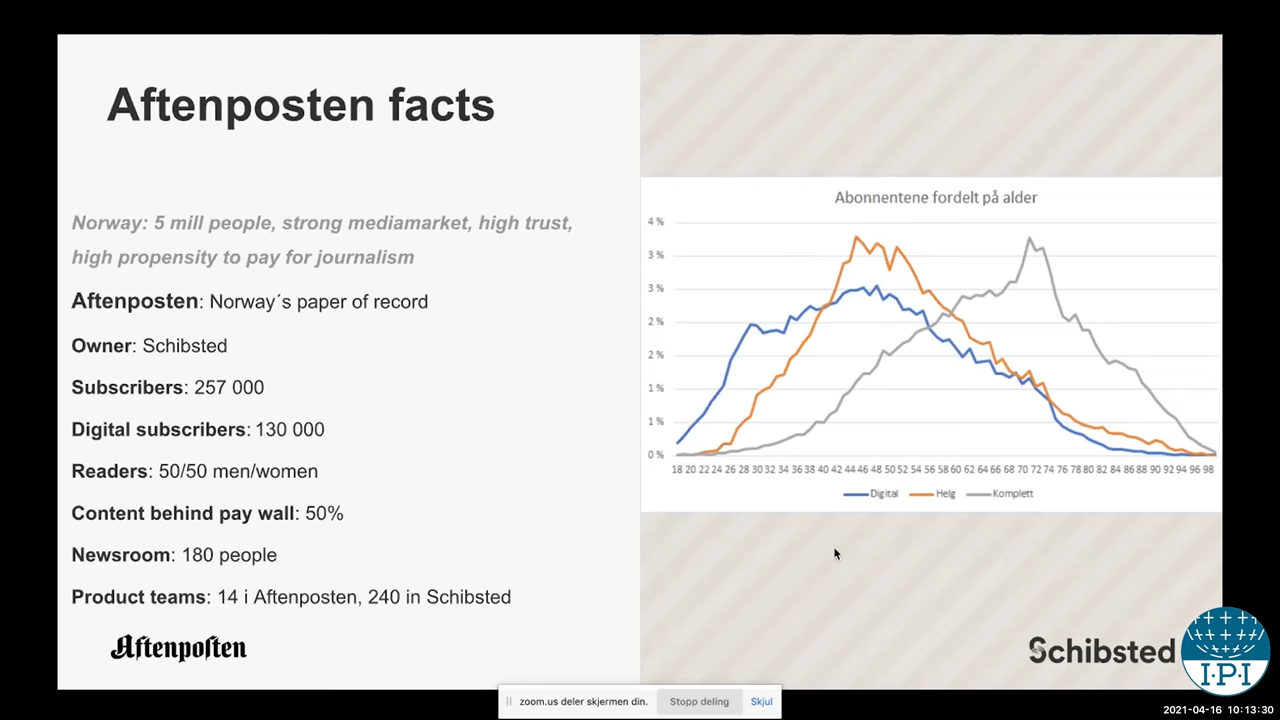 Aftenposten facts
Norway: 5 mill people, strong mediamarket, high trust,
high propensity to pay for journalism
Aftenposten: Norway´s paper of record
Owner: Schibsted
Subscribers: 257 000
Digital subscribers: 130 000
Readers: 50/50 men/women
Content behind pay wall: 50%
Newsroom: 180 people
Product teams: 14 i Aftenposten, 240 in Schibsted
Aftenposten
Abonnentene fordelt på alder
4 %
3 %
3 %
2 %
2 %
1 %
1 %
0 %
18 20 22 24 26 28 30 32 34 36 38 40 42 44 46 48 50 52 54 56 58 60 62 64 66 68 70 72 74 76 78 80 82 84 86 88 90 92 94 96 98
Digital Helg Komplett
Schibsted
I·P·I
zoom.us deler skjermen din. Stopp deling Skjul
2021-04-16 10:13:30